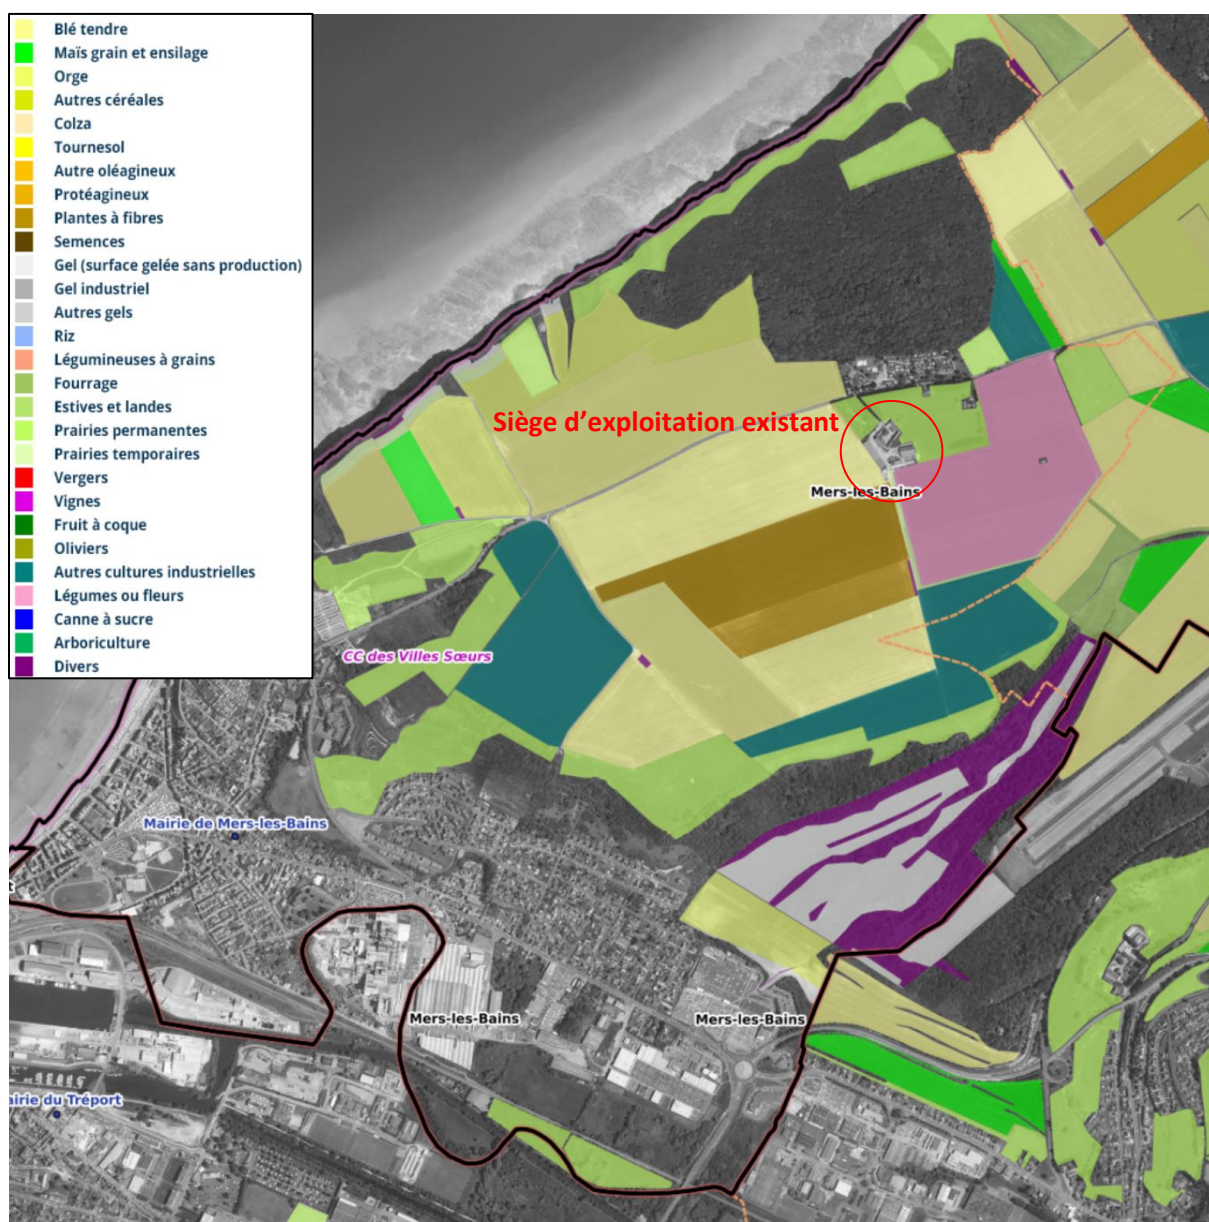 Blé tendre
Maïs grain et ensilage
Orge
Autres céréales
Colza
Tournesol
Autre oléagineux
Protéagineux
Plantes à fibres
Semences
Gel (surface gelée sans production)
Gel industriel
Autres gels
Riz
Légumineuses à grains
Fourrage
Estives et landes
Prairies permanentes
Prairies temporaires
Vergers
Vignes
Fruit à coque
Oliviers
Autres cultures industrielles
Légumes ou fleurs
Canne à sucre
Arboriculture
Divers
Siège d'exploitation existant
Mers-les-Bains
CC des Villes Sœurs
Mairie de Mers-les-Bains
Mers-les-Bains
Mers-les-Bains
airie du Tréport